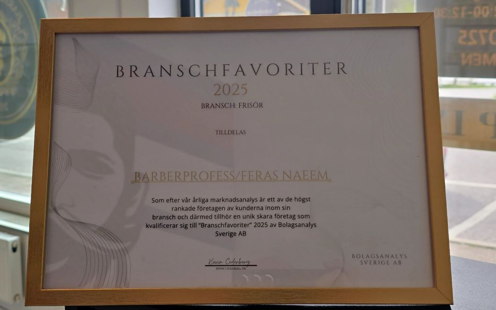 BRANSCHFAVORITER
2025
BRANSCH: FRISÖR
TILLDELAS
BARBERPROFESS/FERAS NAEEM
Som efter vår årliga marknadsanalys är ett av de högst
rankade företagen av kunderna inom sin
bransch och därmed tillhör en unik skara företag som
kvalificerar sig till "Branschfavoriter" 2025 av Bolagsanalys
Sverige AB
BOLAGSANALYS
SVERIGE AB